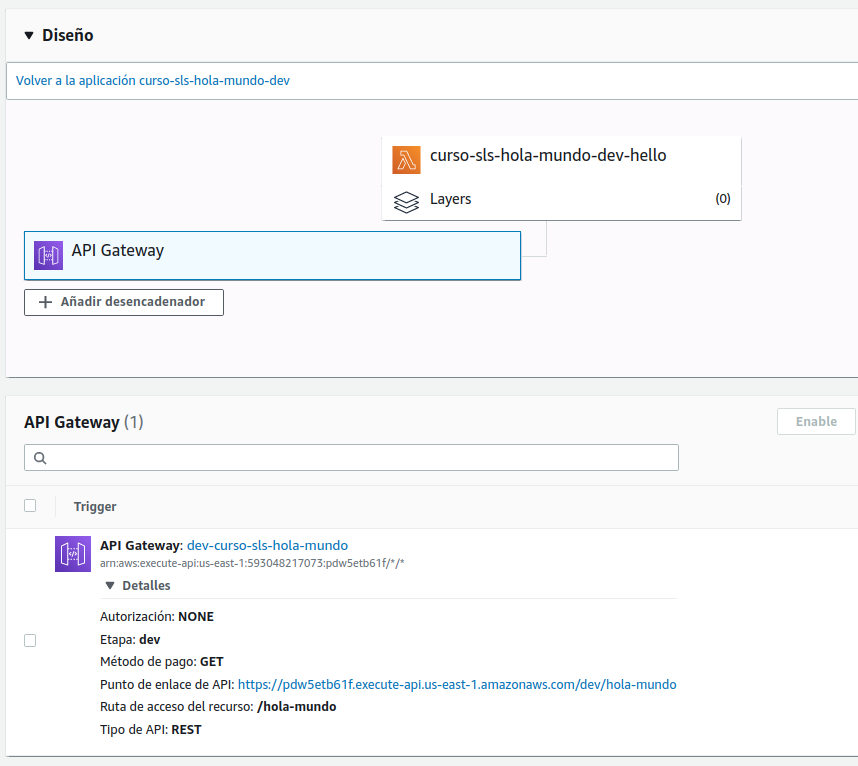 Diseño
Volver a la aplicación curso-sls-hola-mundo-dev
curso-sls-hola-mundo-dev-hello
Layers (0)
API Gateway
Añadir desencadenador
API Gateway (1)
Enable
Trigger
API Gateway: dev-curso-sls-hola-mundo
arn:aws:execute-api:us-east-1:593048217073:pdw5etb61f/*/*
Detalles
Autorización: NONE
Etapa: dev
Método de pago: GET
Punto de enlace de API: https://pdw5etb61f.execute-api.us-east-1.amazonaws.com/dev/hola-mundo
Ruta de acceso del recurso: /hola-mundo
Tipo de API: REST